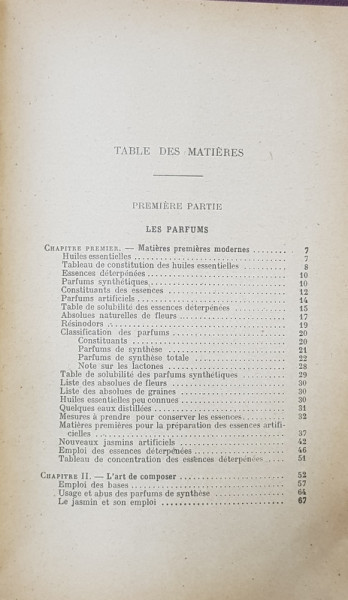 TABLE DES MATIÈRES
PREMIÈRE PARTIE
LES PARFUMS
CHAPITRE PREMIER. — Matières premières modernes ........ 7
Huiles essentielles ........ 7
Tableau de constitution des huiles essentielles ........ 8
Essences déterpénées ........ 10
Parfums synthétiques ........ 10
Constituants des essences ........ 12
Parfums artificiels ........ 14
Table de solubilité des essences déterpénées ........ 15
Absolues naturelles de fleurs ........ 17
Résinodors ........ 19
Classification des parfums ........ 20
Constituants ........ 20
Parfums de synthèse ........ 21
Parfums de synthèse totale ........ 22
Note sur les lactones ........ 28
Table de solubilité des parfums synthétiques ........ 29
Liste des absolues de fleurs ........ 30
Liste des absolues de graines ........ 30
Huiles essentielles peu connues ........ 30
Quelques eaux distillées ........ 31
Mesures à prendre pour conserver les essences ........ 32
Matières premières pour la préparation des essences artifi-
cielles ........ 37
Nouveaux jasmins artificiels ........ 42
Emploi des essences déterpénées ........ 46
Tableau de concentration des essences déterpénées ..... 51
CHAPITRE II. — L'art de composer ........ 52
Emploi des bases ........ 57
Usage et abus des parfums de synthèse ........ 64
Le jasmin et son emploi ........ 67